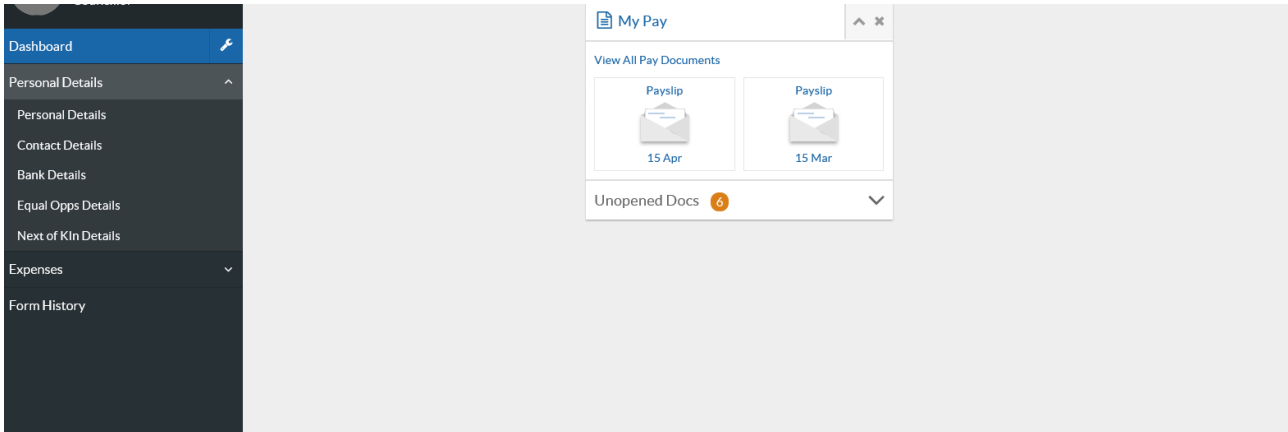 Dashboard
Personal Details
Personal Details
Contact Details
Bank Details
Equal Opps Details
Next of KIn Details
Expenses
Form History
My Pay
View All Pay Documents
Payslip
15 Apr
Payslip
15 Mar
Unopened Docs 6